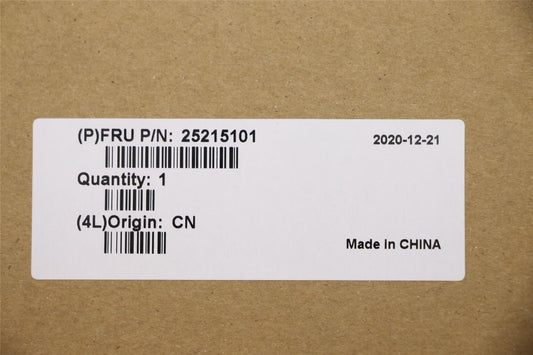 (P)FRU P/N: 25215101
2020-12-21
Quantity: 1
(4L)Origin: CN
Made in CHINA